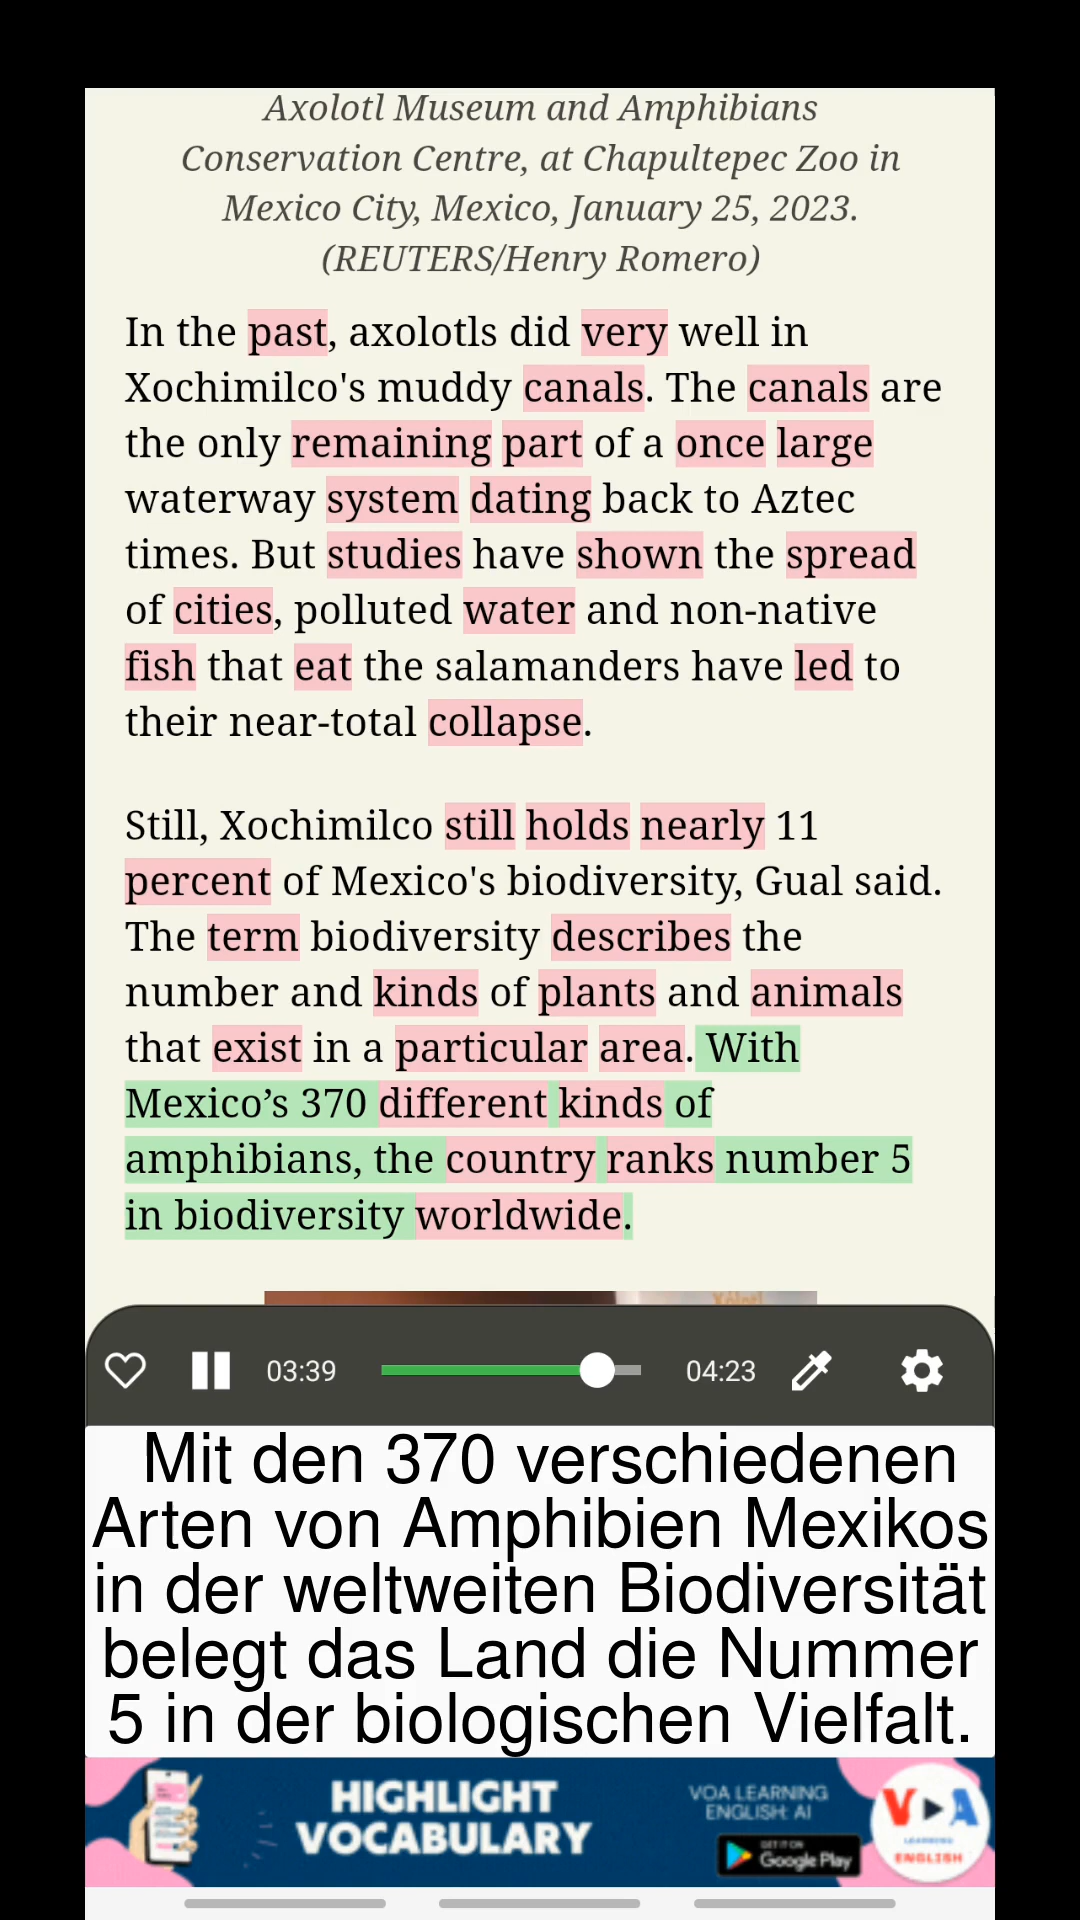 Axolotl Museum and Amphibians
Conservation Centre, at Chapultepec Zoo in
Mexico City, Mexico, January 25, 2023.
(REUTERS/Henry Romero)
In the past, axolotls did very well in
Xochimilco's muddy canals. The canals are
the only remaining part of a once large
waterway system dating back to Aztec
times. But studies have shown the spread
of cities, polluted water and non-native
fish that eat the salamanders have led to
their near-total collapse.
Still, Xochimilco still holds nearly 11
percent of Mexico's biodiversity, Gual said.
The term biodiversity describes the
number and kinds of plants and animals
that exist in a particular area. With
Mexico’s 370 different kinds of
amphibians, the country ranks number 5
in biodiversity worldwide.
03:39 04:23
Mit den 370 verschiedenen
Arten von Amphibien Mexikos
in der weltweiten Biodiversität
belegt das Land die Nummer
5 in der biologischen Vielfalt.
HIGHLIGHT
VOCABULARY
VOA LEARNING
ENGLISH: AI
GET IT ON
Google Play
VOA
LEARNING
ENGLISH